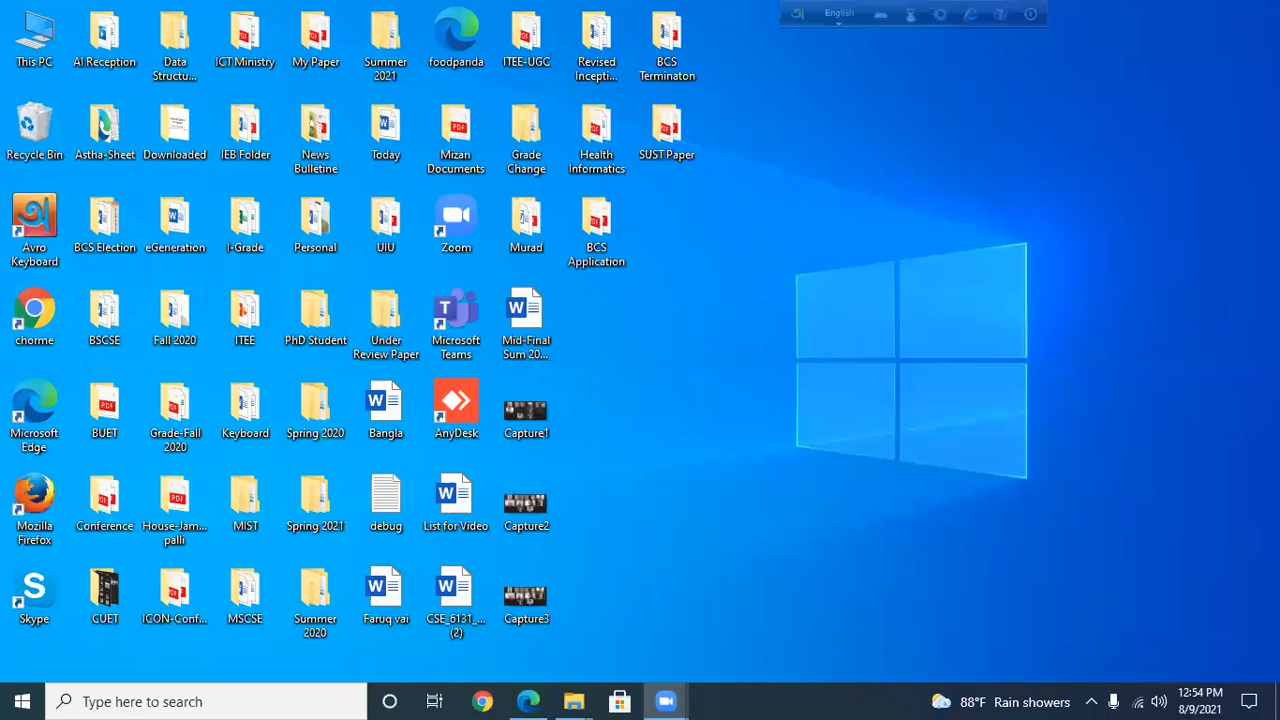 English
This PC
AI Reception
Data
Structu...
ICT Ministry
My Paper
Summer
2021
foodpanda
ITEE-UGC
Revised
Incepti...
BCS
Terminaton
Recycle Bin
Astha-Sheet
Downloaded
IEB Folder
News
Bulletine
Today
Mizan
Documents
Grade
Change
Health
Informatics
SUST Paper
Avro
Keyboard
BCS Election
eGeneration
I-Grade
Personal
UIU
Zoom
Murad
BCS
Application
chorme
BSCSE
Fall 2020
ITEE
PhD Student
Under
Review Paper
Microsoft
Teams
Mid-Final
Sum 20...
Microsoft
Edge
BUET
Grade-Fall
2020
Keyboard
Spring 2020
Bangla
AnyDesk
Capture1
Mozilla
Firefox
Conference
House-Jam...
palli
MIST
Spring 2021
debug
List for Video
Capture2
Skype
CUET
ICON-Conf...
MSCSE
Summer
2020
Faruq vai
CSE_6131_...
(2)
Capture3
Type here to search
88°F Rain showers
12:54 PM
8/9/2021